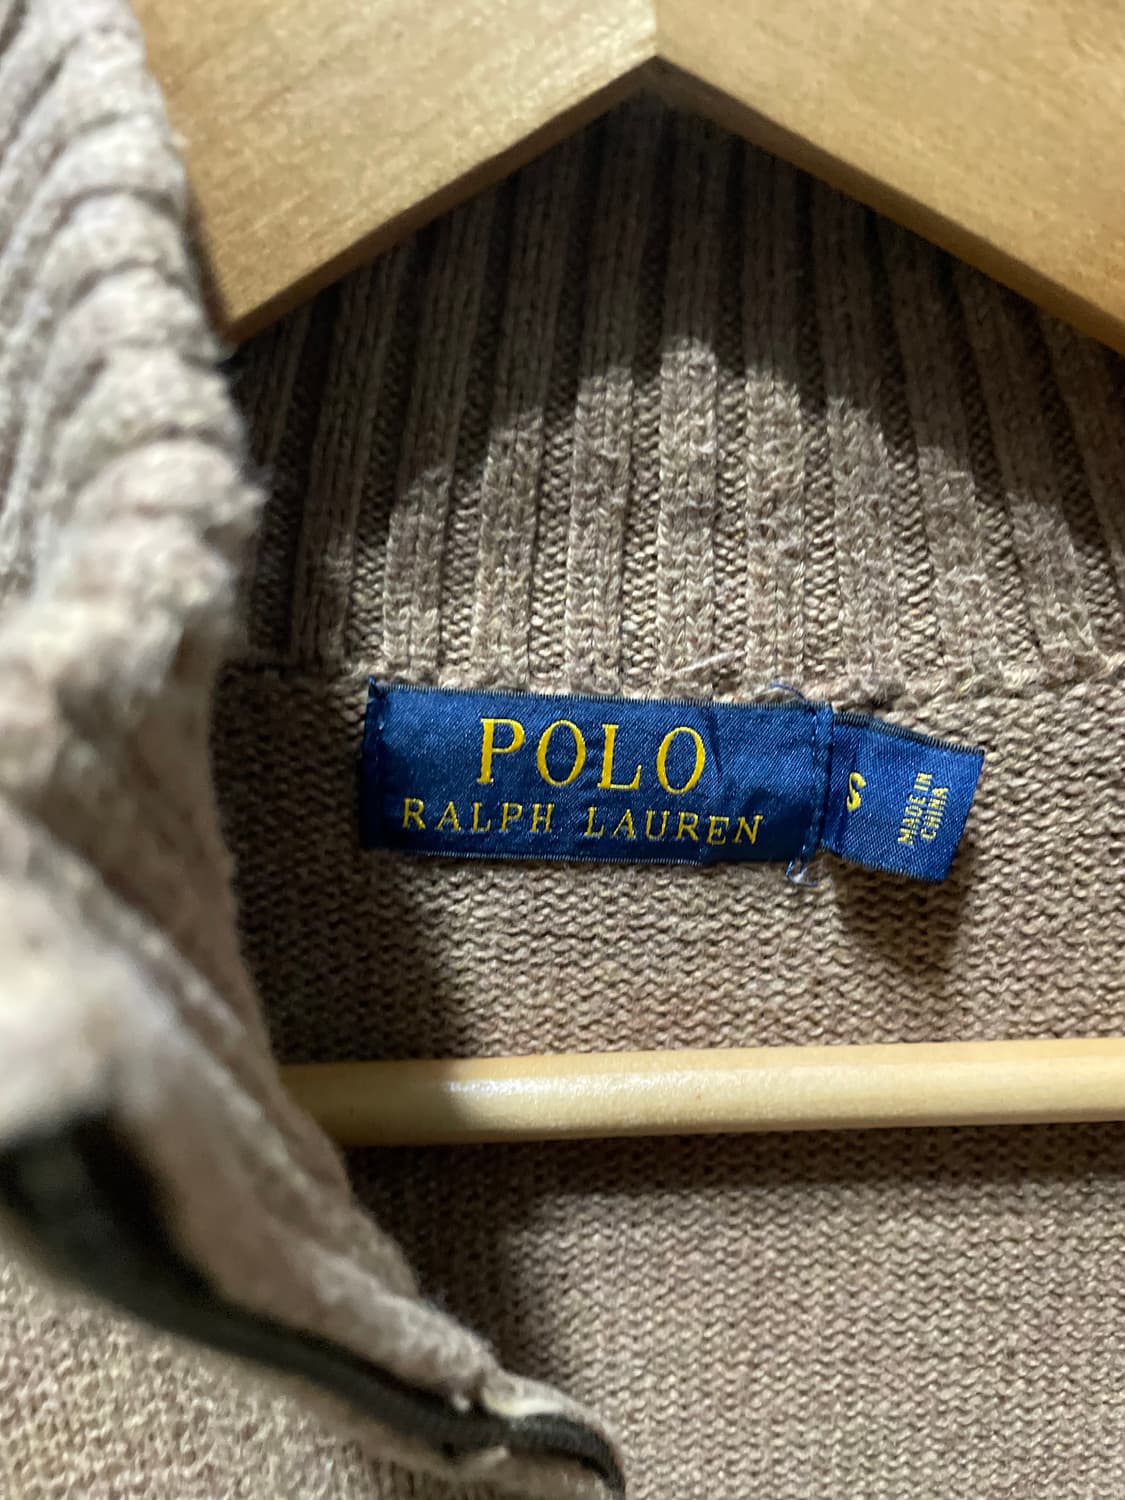 POLO
RALPH LAUREN
S
MADE IN
CHINA